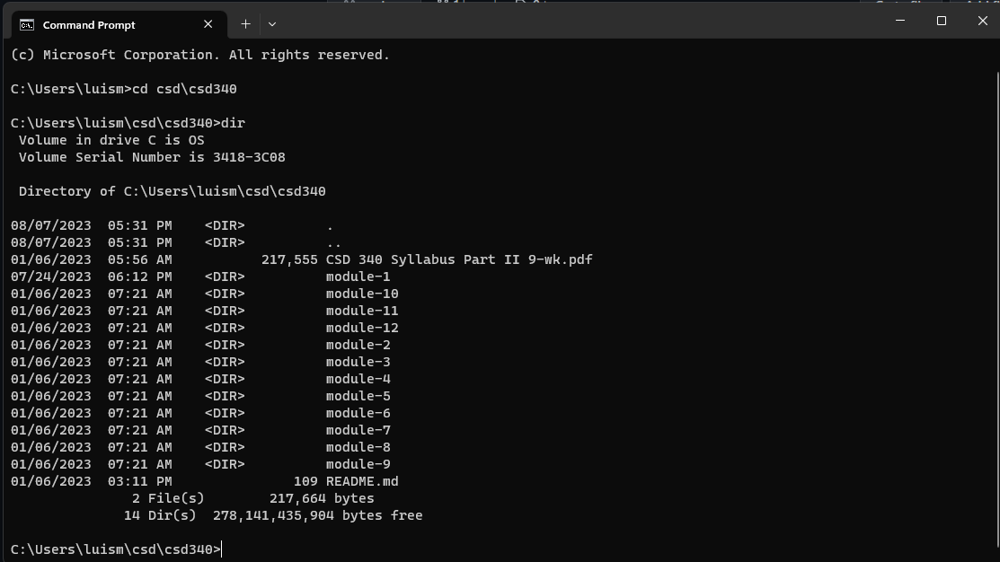 Command Prompt
(c) Microsoft Corporation. All rights reserved.
C:\Users\luism>cd csd\csd340
C:\Users\luism\csd\csd340>dir
 Volume in drive C is OS
 Volume Serial Number is 3418-3C08
 Directory of C:\Users\luism\csd\csd340
08/07/2023  05:31 PM    <DIR>          .
08/07/2023  05:31 PM    <DIR>          ..
01/06/2023  05:56 AM           217,555 CSD 340 Syllabus Part II 9-wk.pdf
07/24/2023  06:12 PM    <DIR>          module-1
01/06/2023  07:21 AM    <DIR>          module-10
01/06/2023  07:21 AM    <DIR>          module-11
01/06/2023  07:21 AM    <DIR>          module-12
01/06/2023  07:21 AM    <DIR>          module-2
01/06/2023  07:21 AM    <DIR>          module-3
01/06/2023  07:21 AM    <DIR>          module-4
01/06/2023  07:21 AM    <DIR>          module-5
01/06/2023  07:21 AM    <DIR>          module-6
01/06/2023  07:21 AM    <DIR>          module-7
01/06/2023  07:21 AM    <DIR>          module-8
01/06/2023  07:21 AM    <DIR>          module-9
01/06/2023  03:11 PM               109 README.md
               2 File(s)        217,664 bytes
              14 Dir(s)  278,141,435,904 bytes free
C:\Users\luism\csd\csd340>